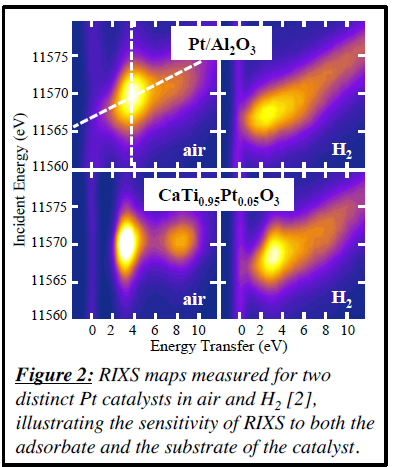 Pt/Al₂O₃
11575
11570
11565
11560
air
H₂
CaTi₀.₉₅Pt₀.₀₅O₃
11575
11570
11565
11560
air
H₂
Incident Energy (eV)
0 2 4 6 8 10 0 2 4 6 8 10
Energy Transfer (eV)
Figure 2: RIXS maps measured for two
distinct Pt catalysts in air and H₂ [2],
illustrating the sensitivity of RIXS to both the
adsorbate and the substrate of the catalyst.